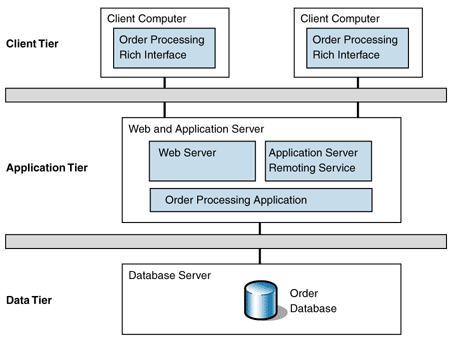 Client Tier
Client Computer
Order Processing
Rich Interface
Client Computer
Order Processing
Rich Interface
Application Tier
Web and Application Server
Web Server
Application Server
Remoting Service
Order Processing Application
Data Tier
Database Server
Order
Database